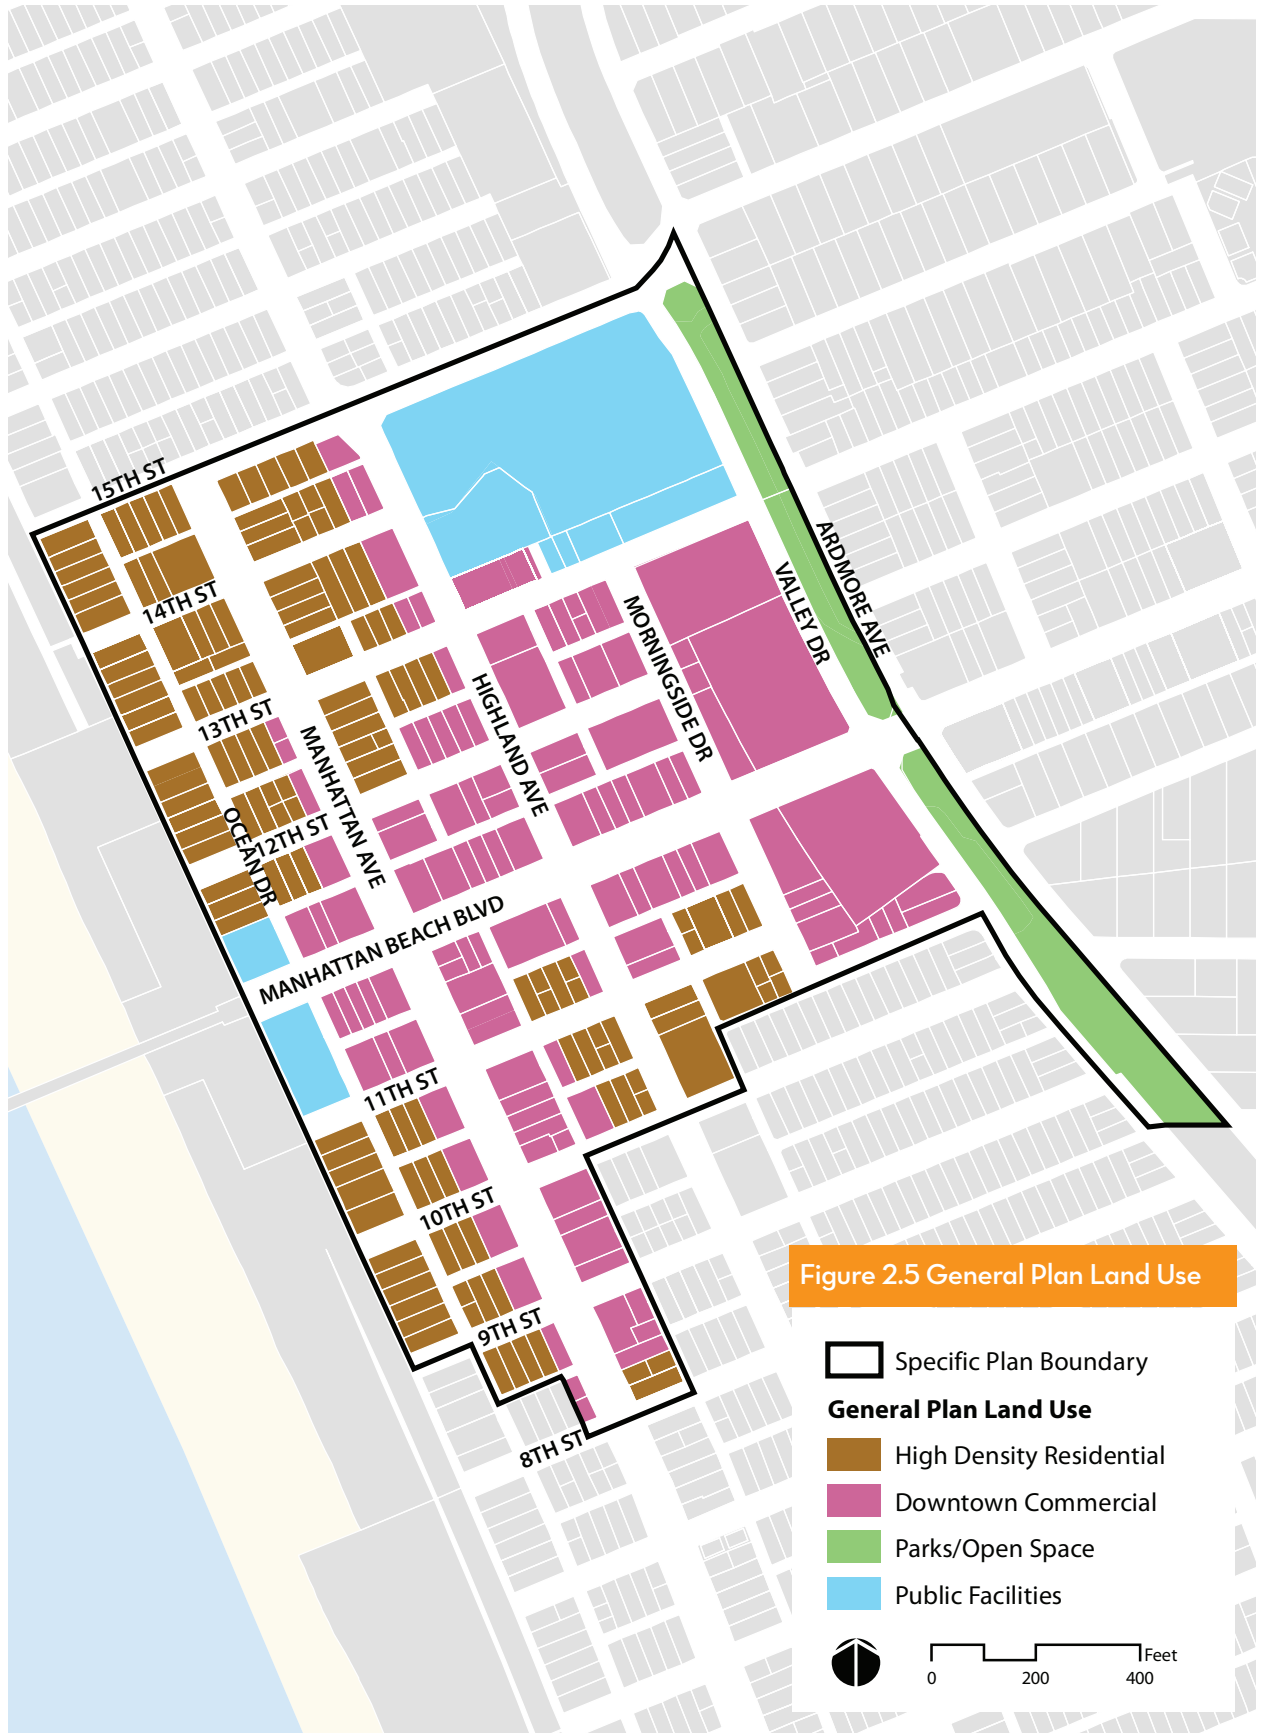 15TH ST
14TH ST
13TH ST
12TH ST
OCEAN DR
MANHATTAN AVE
HIGHLAND AVE
MORNINGSIDE DR
VALLEY DR
ARDMORE AVE
MANHATTAN BEACH BLVD
11TH ST
10TH ST
9TH ST
8TH ST
Figure 2.5 General Plan Land Use
Specific Plan Boundary
General Plan Land Use
High Density Residential
Downtown Commercial
Parks/Open Space
Public Facilities
Feet
0 200 400